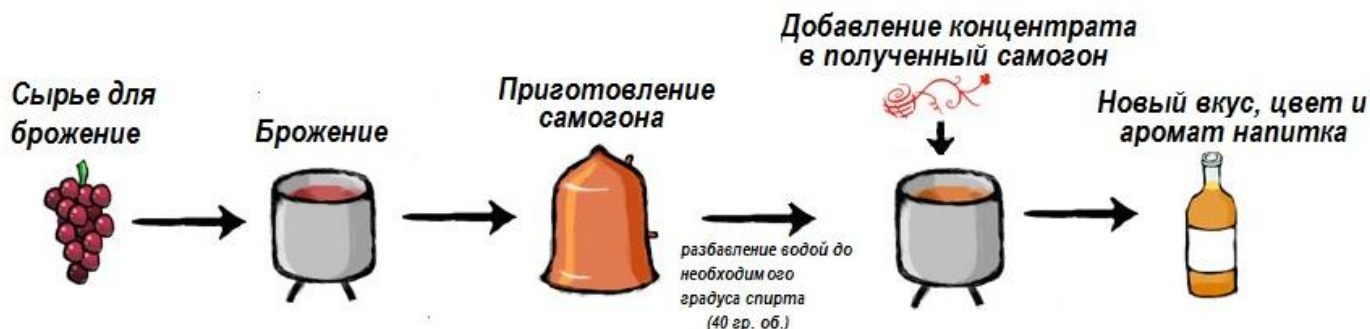 Сырье для
брожение
Брожение
Приготовление
самогона
разбавление водой до
необходимого
градуса спирта
(40 гр. об.)
Добавление концентрата
в полученный самогон
Новый вкус, цвет и
аромат напитка